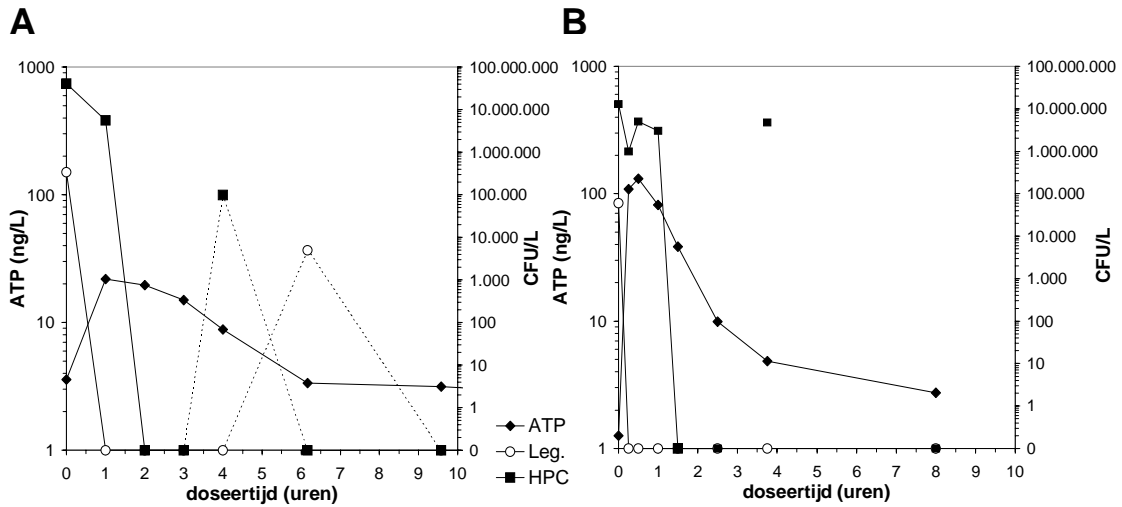 A
1000
100
10
1
ATP (ng/L)
100.000.000
10.000.000
1.000.000
100.000
10.000
1.000
100
10
1
0
CFU/L
0 1 2 3 4 5 6 7 8 9 10
doseertijd (uren)
ATP
Leg.
HPC
B
1000
100
10
1
ATP (ng/L)
100.000.000
10.000.000
1.000.000
100.000
10.000
1.000
100
10
1
0
CFU/L
0 1 2 3 4 5 6 7 8 9 10
doseertijd (uren)